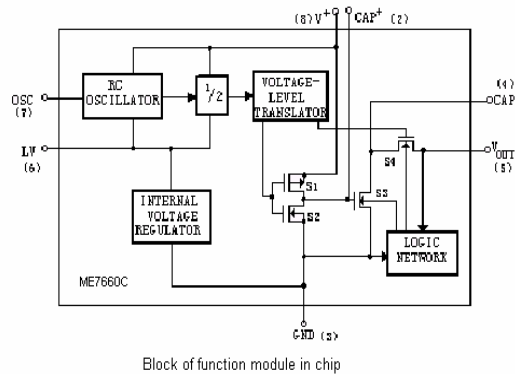 (8) V+ CAP+ (2)
RC
OSCILLATOR
1/2
VOLTAGE-
LEVEL
TRANSLATOR
OSC
(7)
(4)
CAP
LV
(6)
S4
VOUT
(5)
S1
S3
S2
INTERNAL
VOLTAGE
REGULATOR
LOGIC
NETWORK
ME7660C
GND (3)
Block of function module in chip